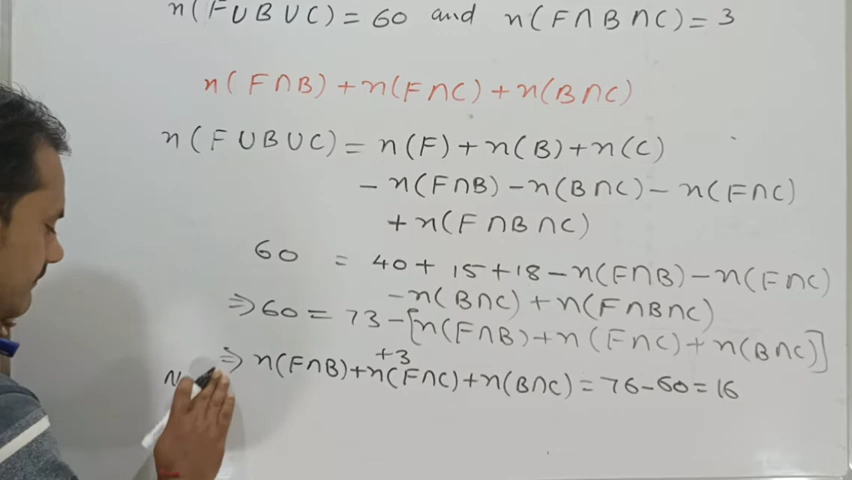 n(F∪B∪C) = 60 and n(F∩B∩C) = 3
n(F∩B) + n(F∩C) + n(B∩C)
n(F∪B∪C) = n(F) + n(B) + n(C)
- n(F∩B) - n(B∩C) - n(F∩C)
+ n(F∩B∩C)
60 = 40 + 15 + 18 - n(F∩B) - n(F∩C)
- n(B∩C) + n(F∩B∩C)
⇒ 60 = 73 - [n(F∩B) + n(F∩C) + n(B∩C)]
+3
⇒ n(F∩B) + n(F∩C) + n(B∩C) = 76 - 60 = 16